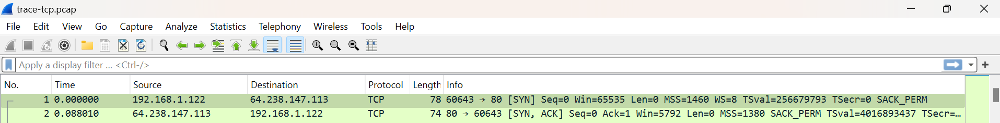 trace-tcp.pcap
File Edit View Go Capture Analyze Statistics Telephony Wireless Tools Help
Apply a display filter ... <Ctrl-/>
No. Time Source Destination Protocol Length Info
1 0.000000 192.168.1.122 64.238.147.113 TCP 78 60643 → 80 [SYN] Seq=0 Win=65535 Len=0 MSS=1460 WS=8 TSval=256679793 TSecr=0 SACK_PERM
2 0.088010 64.238.147.113 192.168.1.122 TCP 74 80 → 60643 [SYN, ACK] Seq=0 Ack=1 Win=5792 Len=0 MSS=1380 SACK_PERM TSval=4016893437 TSecr=…